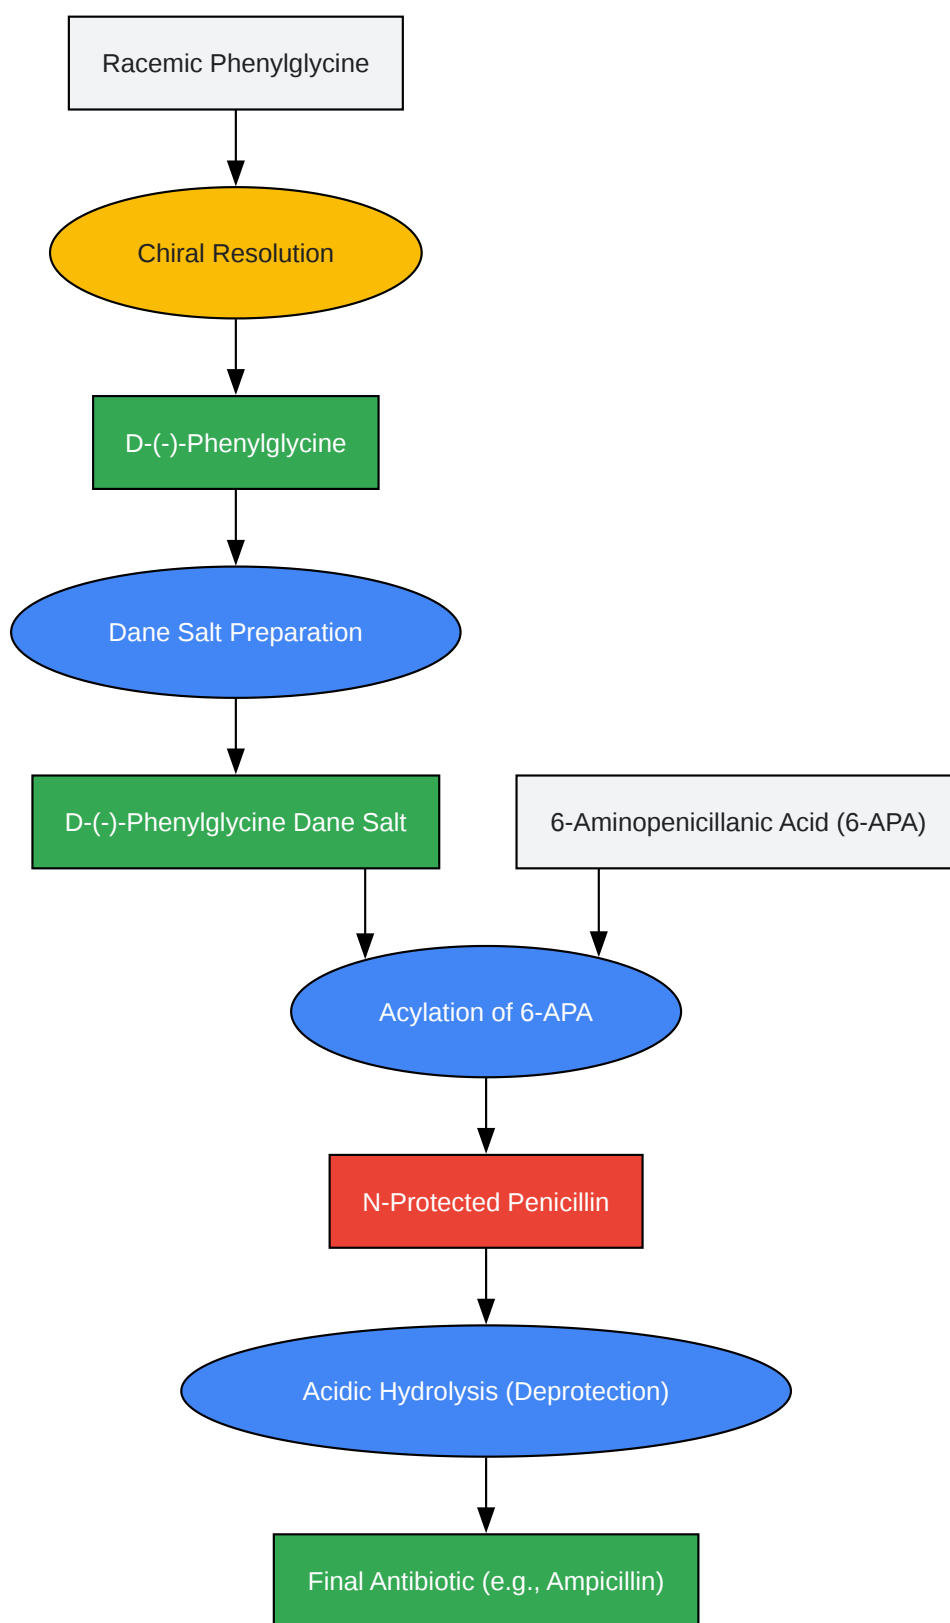 Racemic Phenylglycine
Chiral Resolution
D-(-)-Phenylglycine
Dane Salt Preparation
D-(-)-Phenylglycine Dane Salt
6-Aminopenicillanic Acid (6-APA)
Acylation of 6-APA
N-Protected Penicillin
Acidic Hydrolysis (Deprotection)
Final Antibiotic (e.g., Ampicillin)